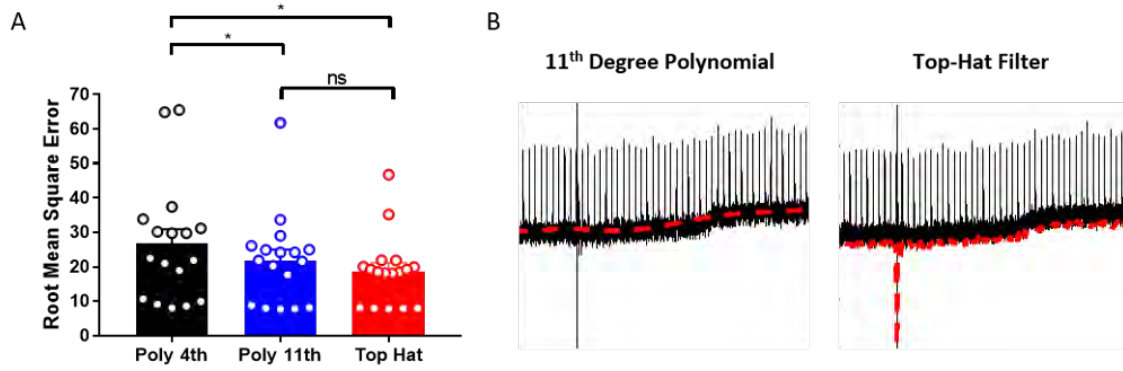 A
*
*
ns
Root Mean Square Error
70
60
50
40
30
20
10
0
Poly 4th Poly 11th Top Hat
B
11th Degree Polynomial Top-Hat Filter